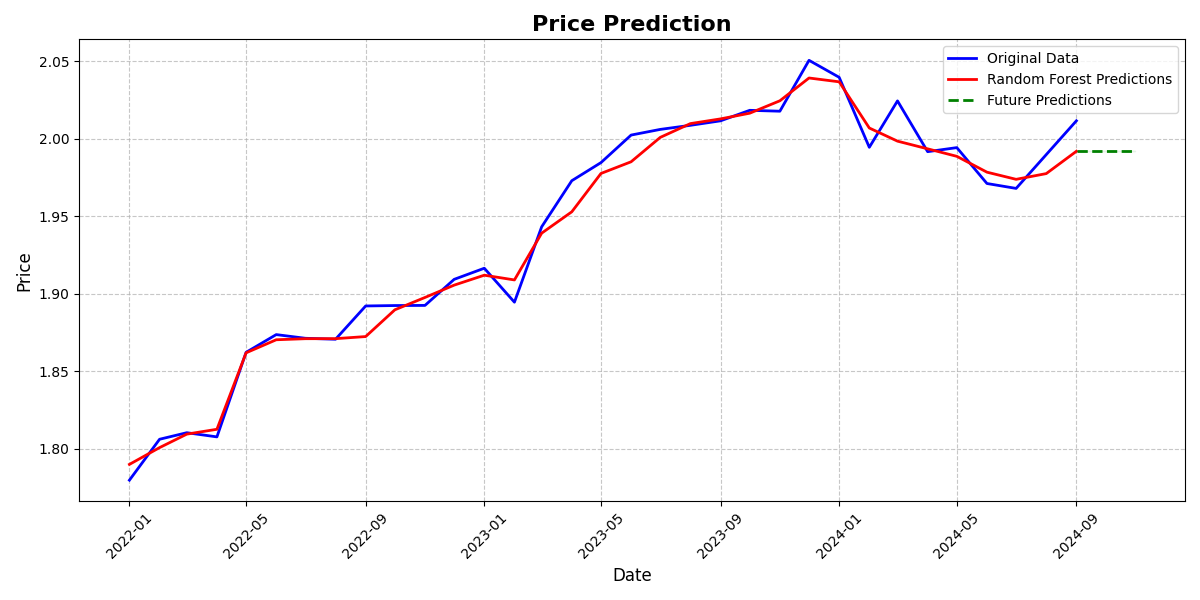 Price Prediction
Original Data
Random Forest Predictions
Future Predictions
Price
2.05
2.00
1.95
1.90
1.85
1.80
2022-01
2022-05
2022-09
2023-01
2023-05
2023-09
2024-01
2024-05
2024-09
Date